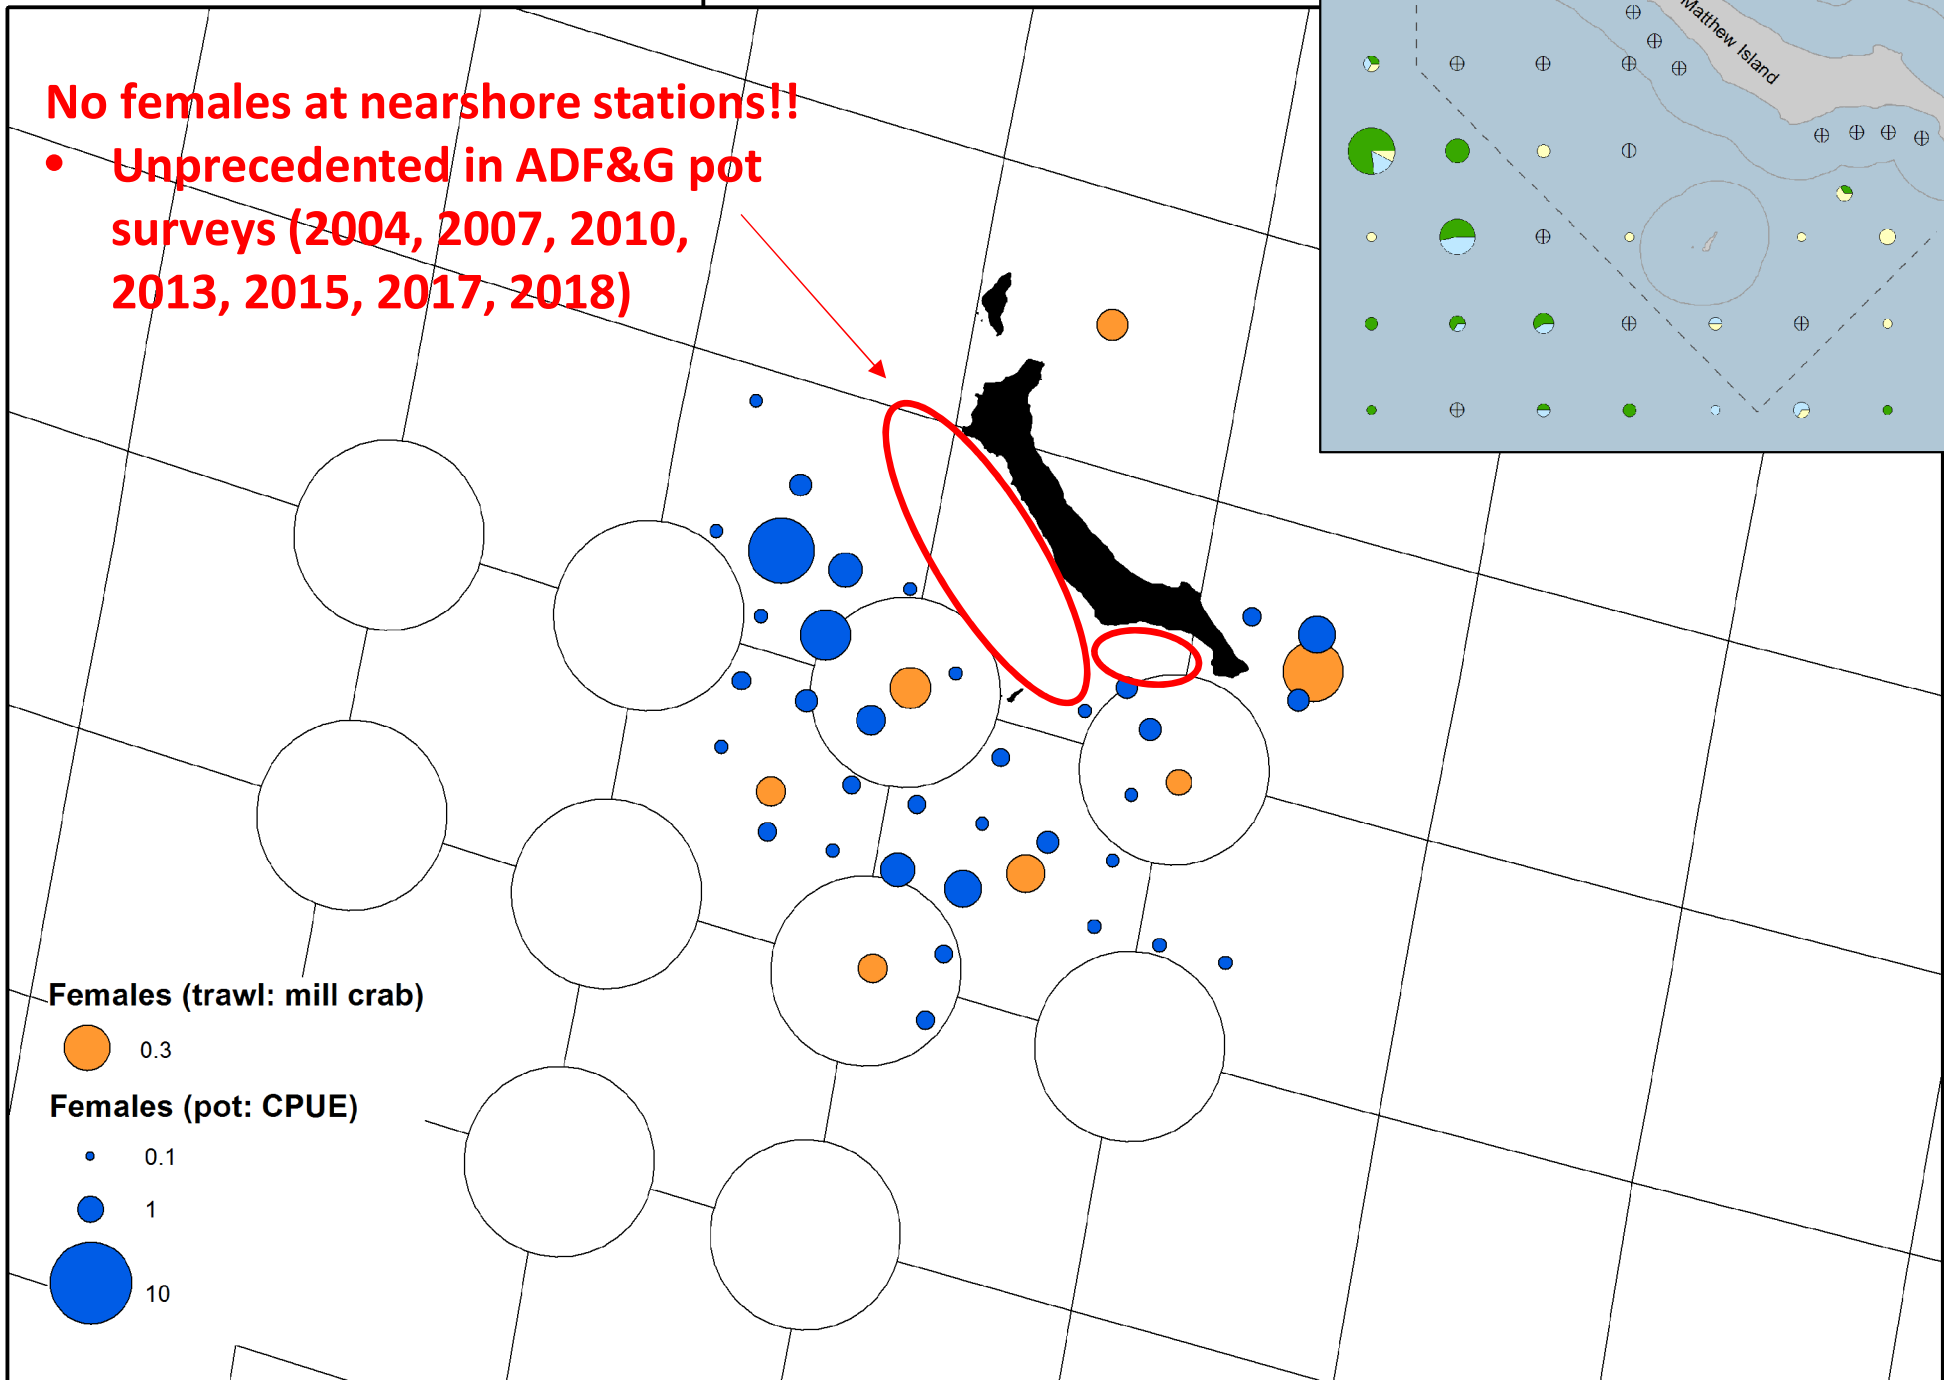 No females at nearshore stations!!
• Unprecedented in ADF&G pot
surveys (2004, 2007, 2010,
2013, 2015, 2017, 2018)
Matthew Island
Females (trawl: mill crab)
0.3
Females (pot: CPUE)
0.1
1
10